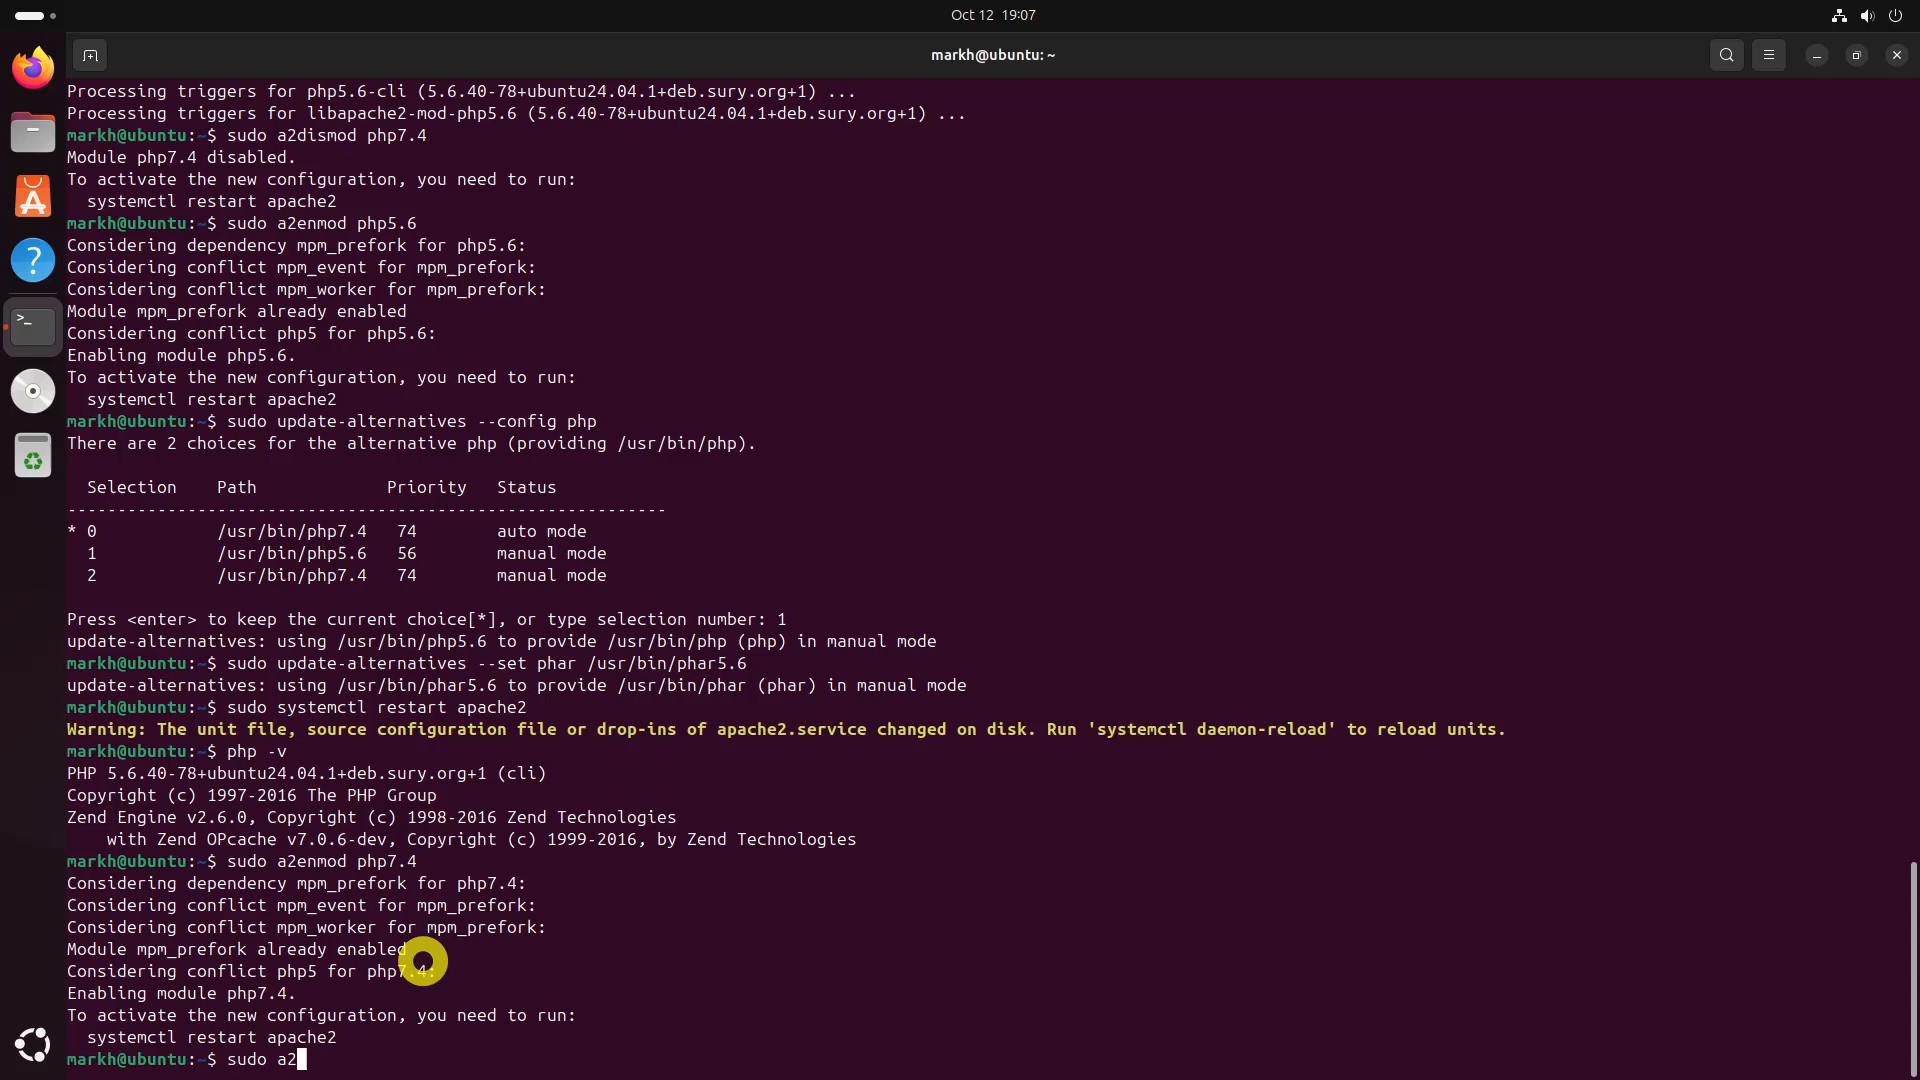 Oct 12 19:07
markh@ubuntu: ~
Processing triggers for php5.6-cli (5.6.40-78+ubuntu24.04.1+deb.sury.org+1) ...
Processing triggers for libapache2-mod-php5.6 (5.6.40-78+ubuntu24.04.1+deb.sury.org+1) ...
markh@ubuntu:~$ sudo a2dismod php7.4
Module php7.4 disabled.
To activate the new configuration, you need to run:
  systemctl restart apache2
markh@ubuntu:~$ sudo a2enmod php5.6
Considering dependency mpm_prefork for php5.6:
Considering conflict mpm_event for mpm_prefork:
Considering conflict mpm_worker for mpm_prefork:
Module mpm_prefork already enabled
Considering conflict php5 for php5.6:
Enabling module php5.6.
To activate the new configuration, you need to run:
  systemctl restart apache2
markh@ubuntu:~$ sudo update-alternatives --config php
There are 2 choices for the alternative php (providing /usr/bin/php).
  Selection    Path             Priority   Status
------------------------------------------------------------
* 0            /usr/bin/php7.4   74        auto mode
  1            /usr/bin/php5.6   56        manual mode
  2            /usr/bin/php7.4   74        manual mode
Press <enter> to keep the current choice[*], or type selection number: 1
update-alternatives: using /usr/bin/php5.6 to provide /usr/bin/php (php) in manual mode
markh@ubuntu:~$ sudo update-alternatives --set phar /usr/bin/phar5.6
update-alternatives: using /usr/bin/phar5.6 to provide /usr/bin/phar (phar) in manual mode
markh@ubuntu:~$ sudo systemctl restart apache2
Warning: The unit file, source configuration file or drop-ins of apache2.service changed on disk. Run 'systemctl daemon-reload' to reload units.
markh@ubuntu:~$ php -v
PHP 5.6.40-78+ubuntu24.04.1+deb.sury.org+1 (cli)
Copyright (c) 1997-2016 The PHP Group
Zend Engine v2.6.0, Copyright (c) 1998-2016 Zend Technologies
    with Zend OPcache v7.0.6-dev, Copyright (c) 1999-2016, by Zend Technologies
markh@ubuntu:~$ sudo a2enmod php7.4
Considering dependency mpm_prefork for php7.4:
Considering conflict mpm_event for mpm_prefork:
Considering conflict mpm_worker for mpm_prefork:
Module mpm_prefork already enabled
Considering conflict php5 for php7.4:
Enabling module php7.4.
To activate the new configuration, you need to run:
  systemctl restart apache2
markh@ubuntu:~$ sudo a2